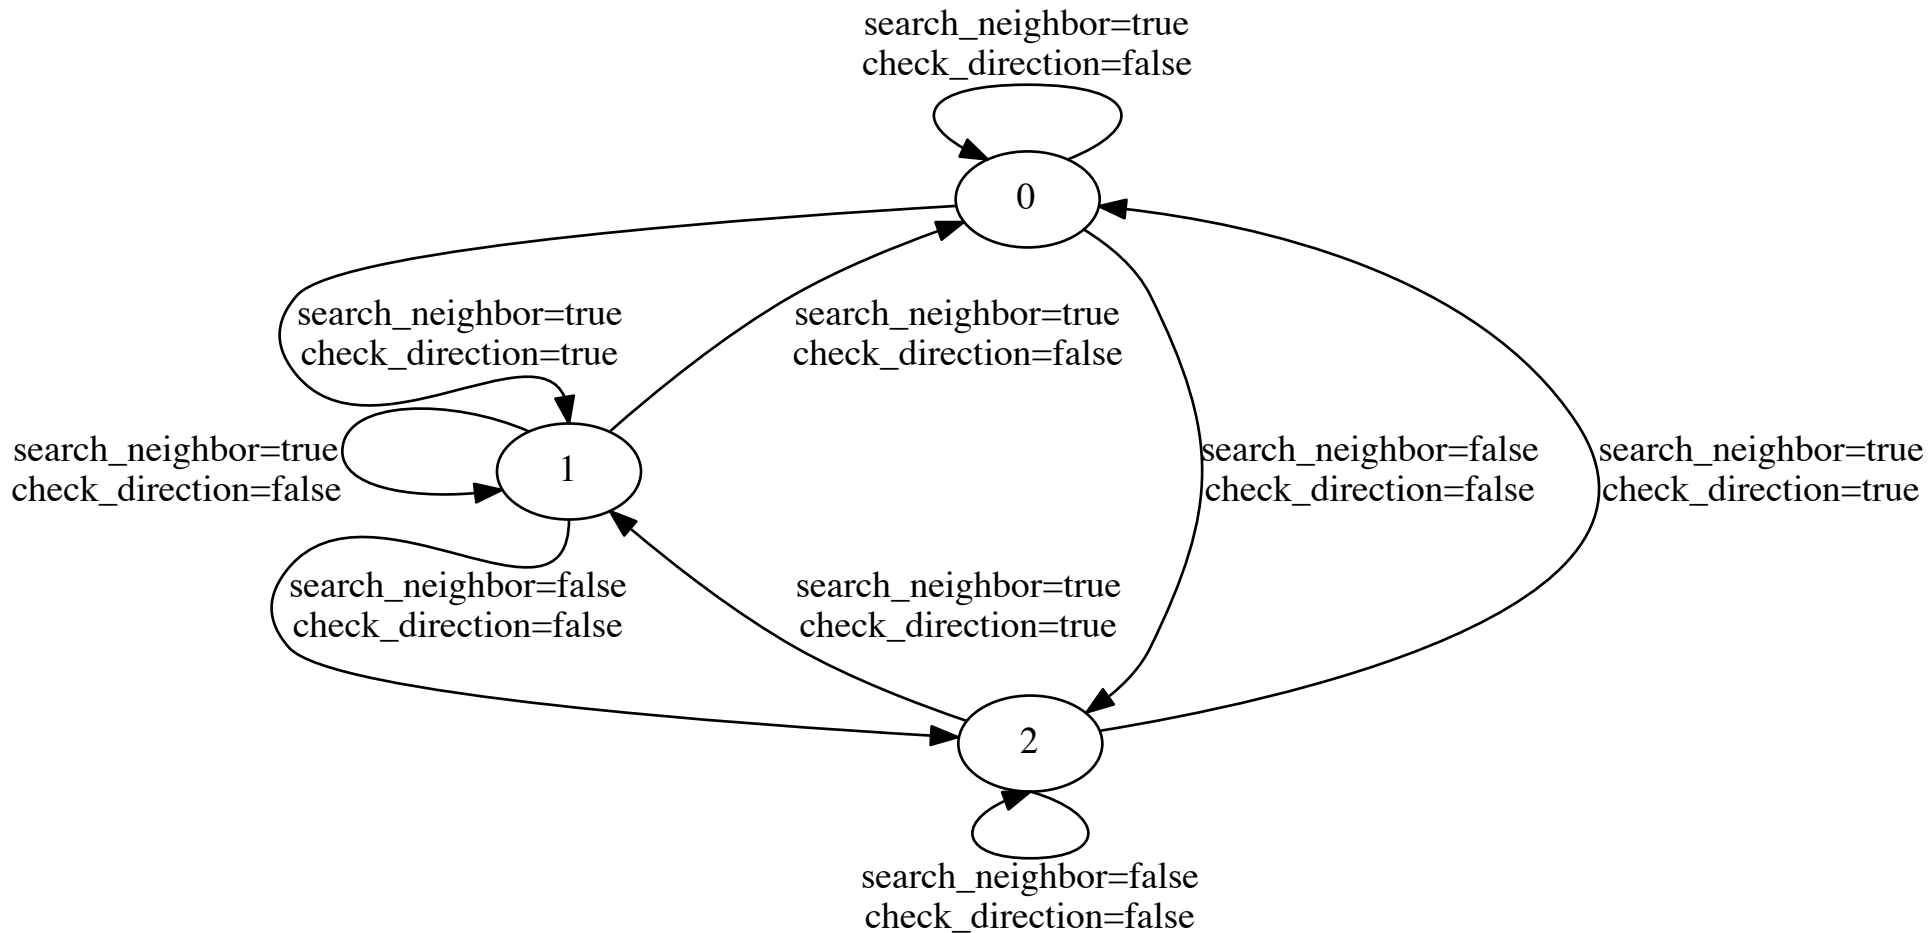 search_neighbor=true
check_direction=false
0
search_neighbor=true
check_direction=true
search_neighbor=true
check_direction=false
search_neighbor=true
check_direction=false
1
search_neighbor=false
check_direction=false
search_neighbor=true
check_direction=true
search_neighbor=false
check_direction=false
search_neighbor=true
check_direction=true
2
search_neighbor=false
check_direction=false